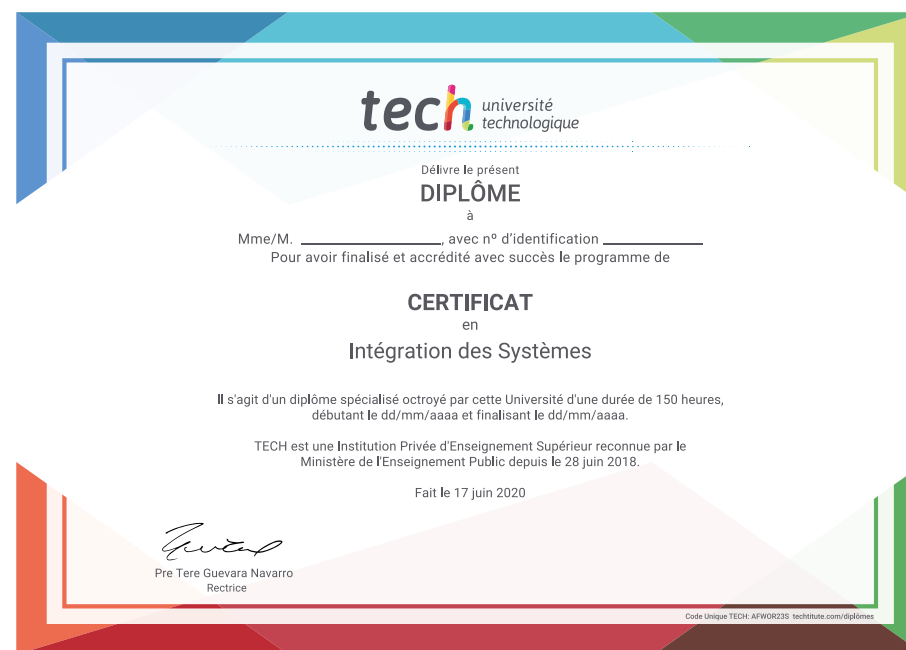 tech université
technologique
Délivre le présent
DIPLÔME
à
Mme/M. ____________________, avec nº d'identification ______________
Pour avoir finalisé et accrédité avec succès le programme de
CERTIFICAT
en
Intégration des Systèmes
Il s'agit d'un diplôme spécialisé octroyé par cette Université d'une durée de 150 heures,
débutant le dd/mm/aaaa et finalisant le dd/mm/aaaa.
TECH est une Institution Privée d'Enseignement Supérieur reconnue par le
Ministère de l'Enseignement Public depuis le 28 juin 2018.
Fait le 17 juin 2020
Pre Tere Guevara Navarro
Rectrice
Code Unique TECH: AFWOR23S techtitute.com/diplômes